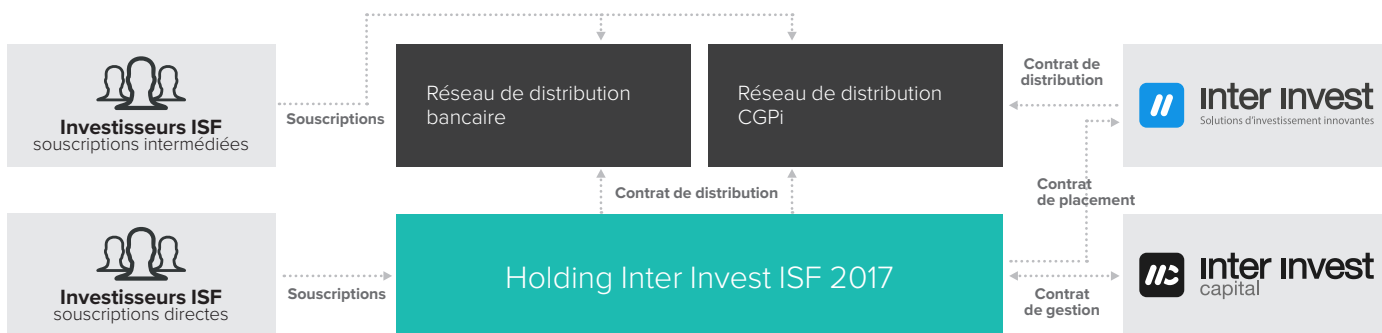 Investisseurs ISF
souscriptions intermédiées
Souscriptions
Réseau de distribution
bancaire
Réseau de distribution
CGPi
Contrat de
distribution
inter invest
Solutions d'investissement innovantes
Contrat de distribution
Contrat
de placement
Investisseurs ISF
souscriptions directes
Souscriptions
Holding Inter Invest ISF 2017
Contrat
de gestion
inter invest
capital